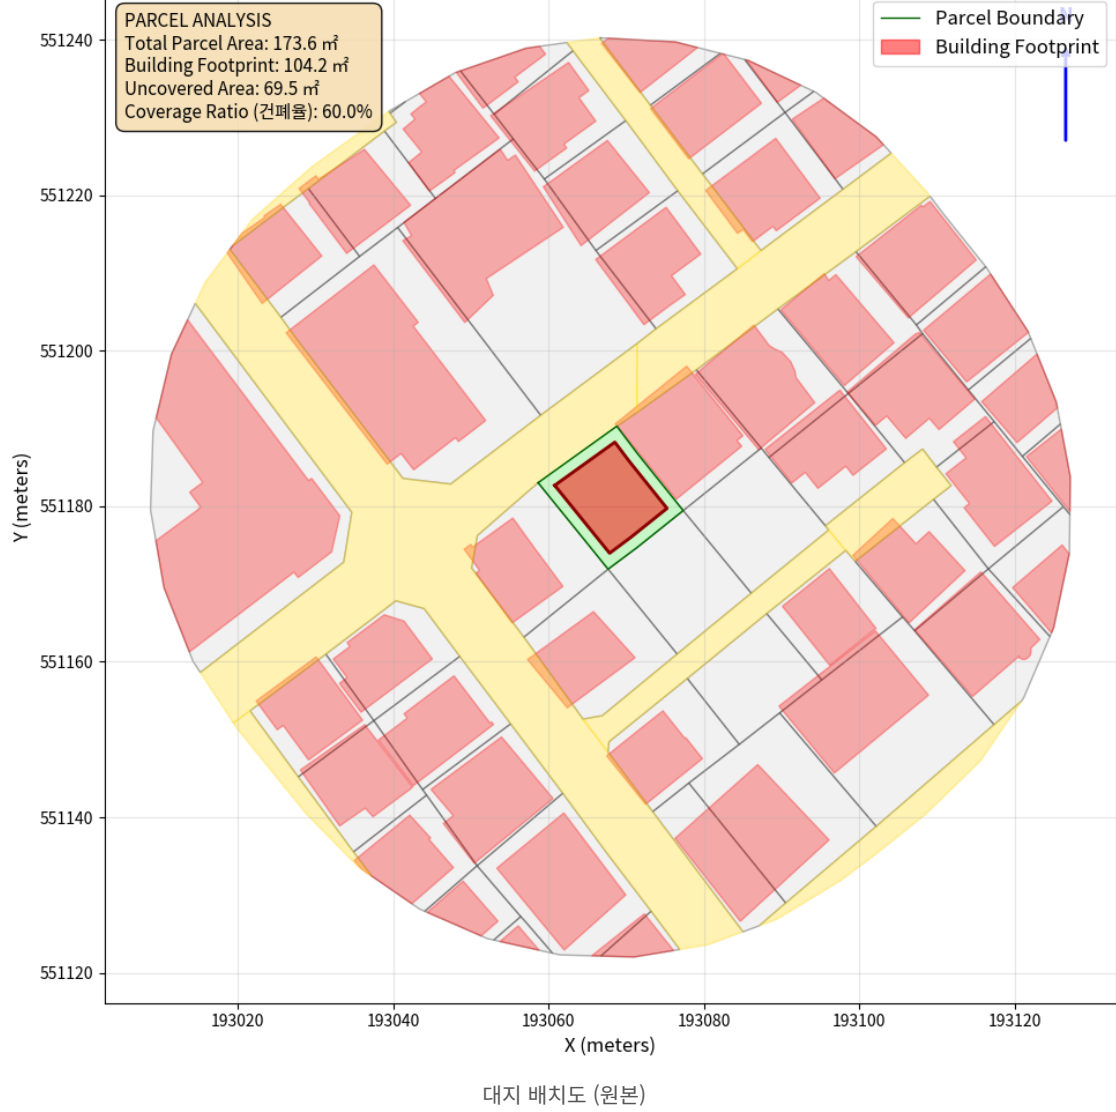 PARCEL ANALYSIS
Total Parcel Area: 173.6 ㎡
Building Footprint: 104.2 ㎡
Uncovered Area: 69.5 ㎡
Coverage Ratio (건폐율): 60.0%
N
Parcel Boundary
Building Footprint
551240
551220
551200
551180
551160
551140
551120
Y (meters)
193020
193040
193060
193080
193100
193120
X (meters)
대지 배치도 (원본)